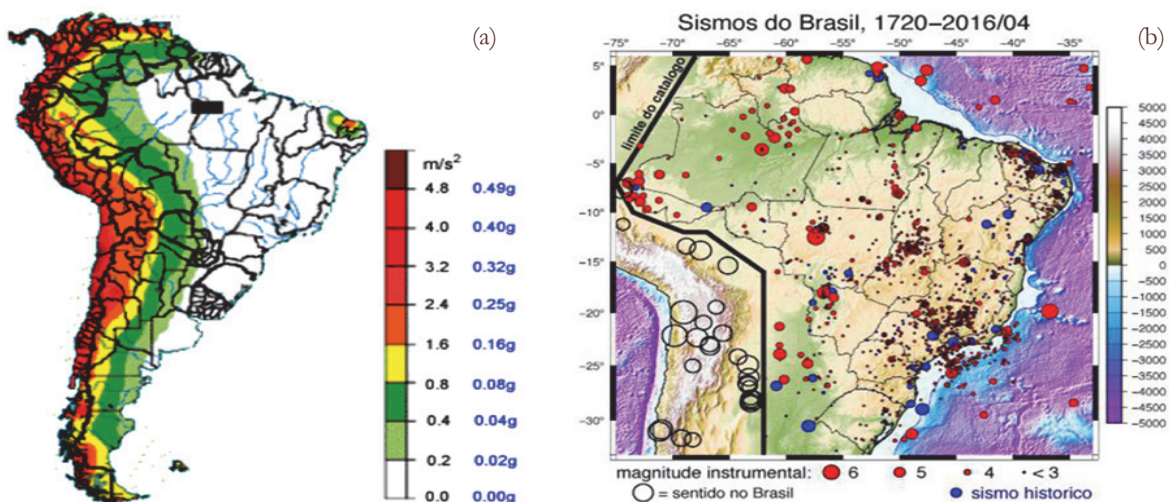 (a)
m/s²
4.8 0.49g
4.0 0.40g
3.2 0.32g
2.4 0.25g
1.6 0.16g
0.8 0.08g
0.4 0.04g
0.2 0.02g
0.0 0.00g
Sismos do Brasil, 1720-2016/04
(b)
-75° -70° -65° -60° -55° -50° -45° -40° -35°
5°
0°
-5°
-10°
-15°
-20°
-25°
-30°
limite do catalogo
5000
4500
4000
3500
3000
2500
2000
1500
1000
500
0
-500
-1000
-1500
-2000
-2500
-3000
-3500
-4000
-4500
-5000
magnitude instrumental: 6 5 4 < 3
= sentido no Brasil sismo historico